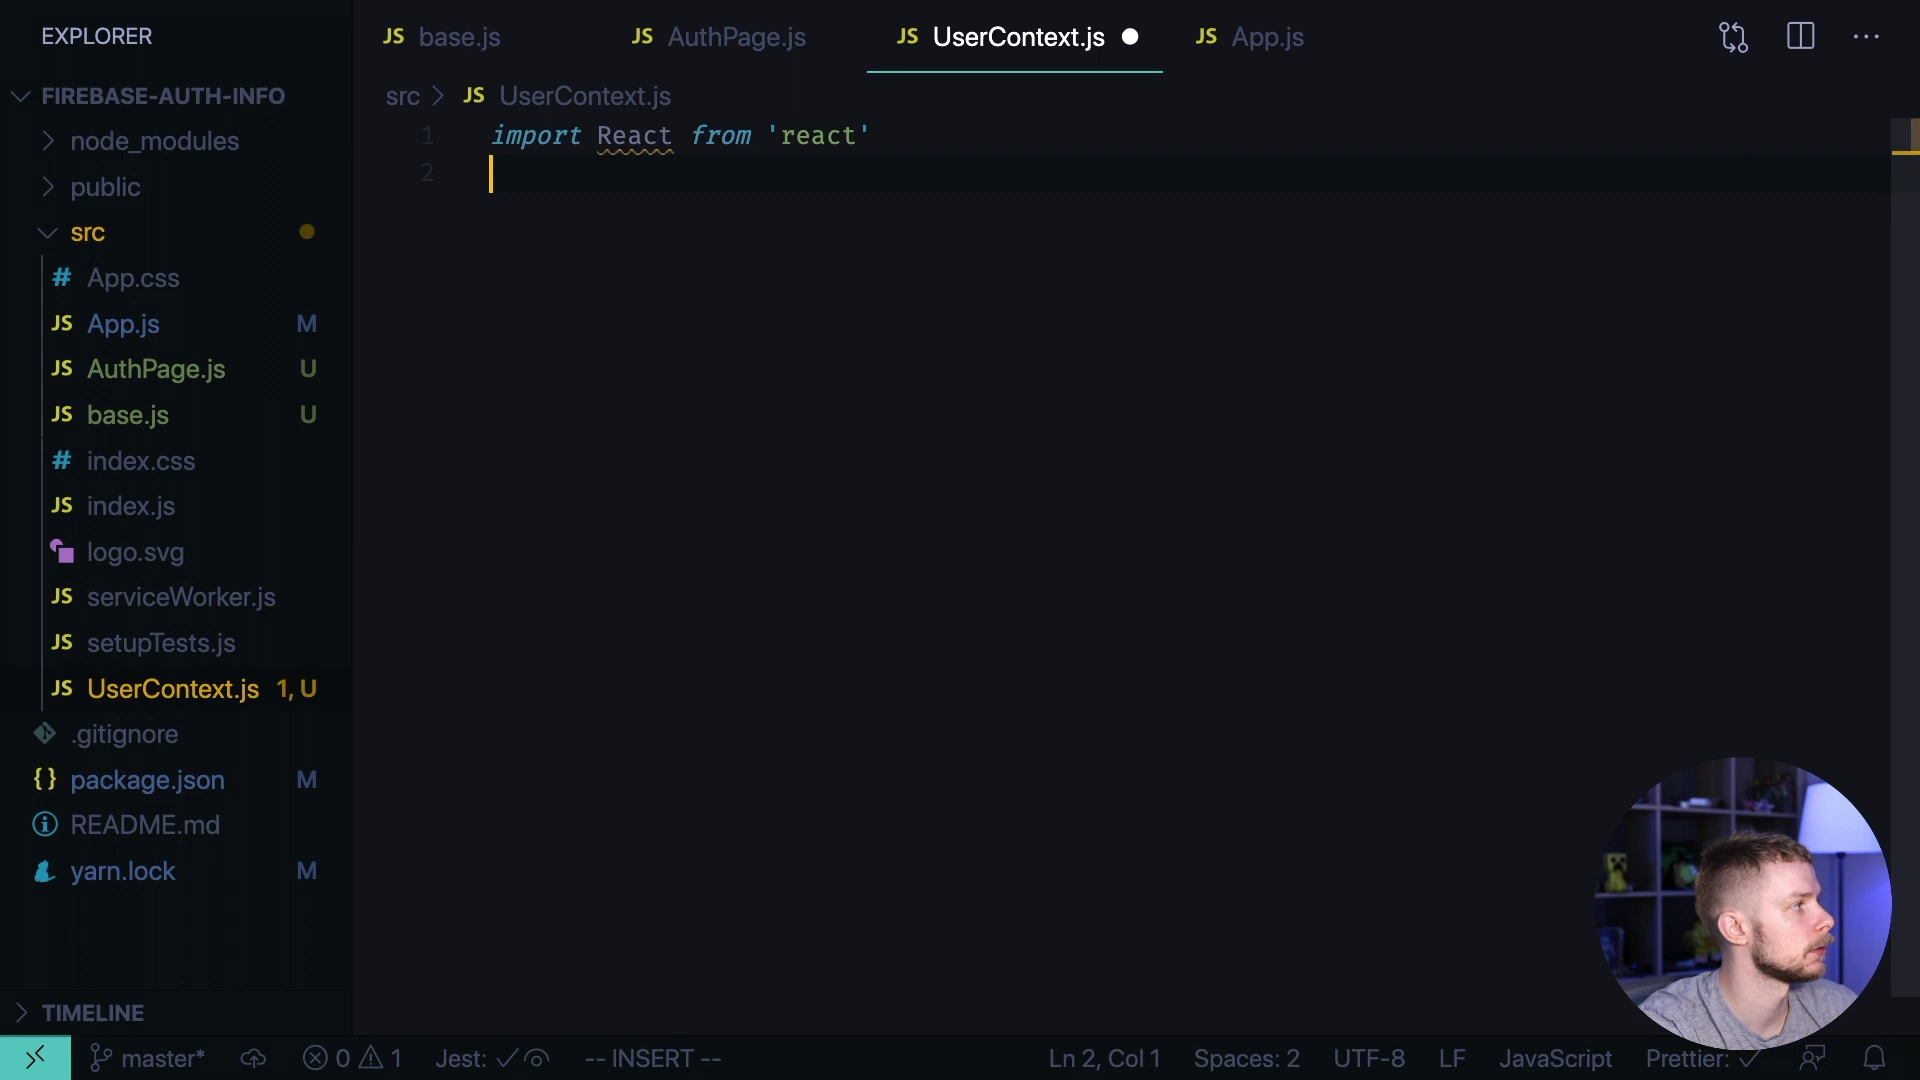 EXPLORER
FIREBASE-AUTH-INFO
node_modules
public
src
# App.css
JS App.js M
JS AuthPage.js U
JS base.js U
# index.css
JS index.js
logo.svg
JS serviceWorker.js
JS setupTests.js
JS UserContext.js 1, U
.gitignore
{} package.json M
README.md
yarn.lock M
TIMELINE
JS base.js
JS AuthPage.js
JS UserContext.js
JS App.js
src > JS UserContext.js
1 import React from 'react'
2
master* 0 1 Jest: -- INSERT -- Ln 2, Col 1 Spaces: 2 UTF-8 LF JavaScript Prettier: